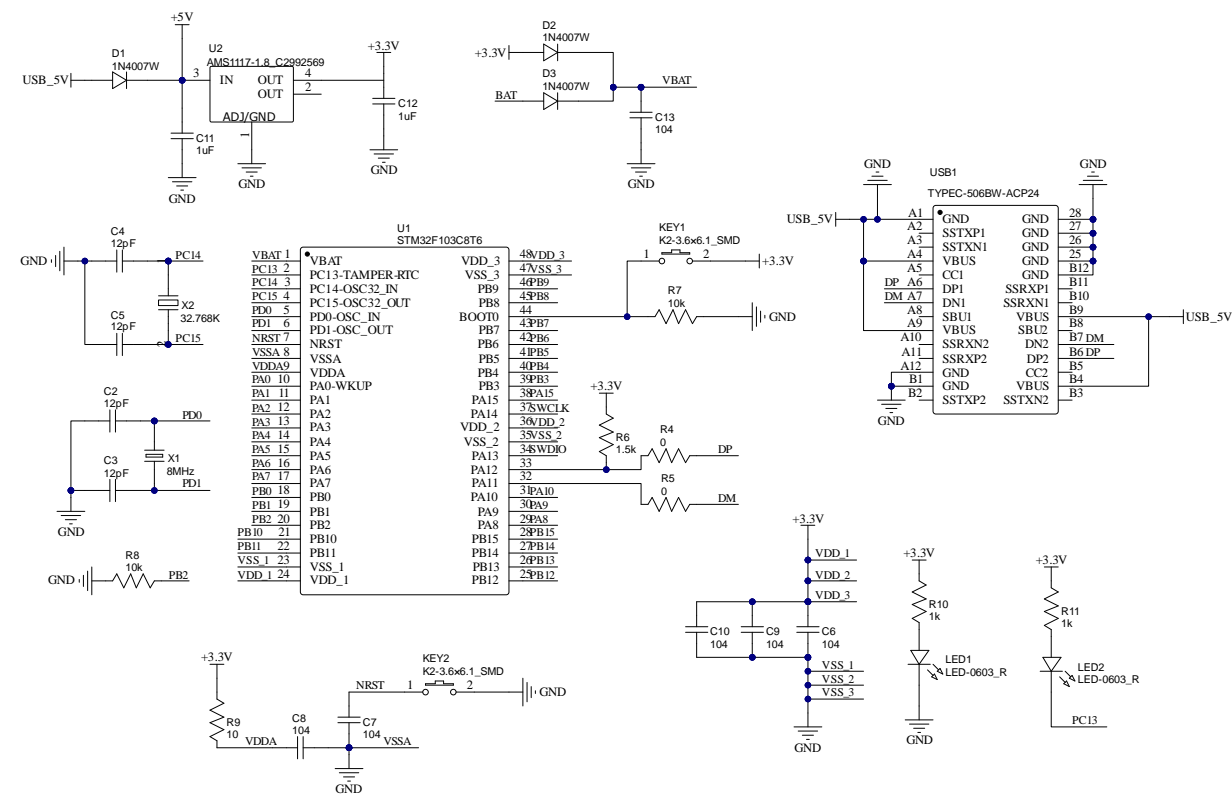 +5V
D1
1N4007W
USB_5V
U2
AMS1117-1.8_C2992569
3
IN
OUT
4
OUT
2
ADJ/GND
1
+3.3V
C11
1uF
C12
1uF
GND
GND
GND
D2
1N4007W
+3.3V
D3
1N4007W
BAT
VBAT
C13
104
GND
GND
GND
USB1
TYPEC-506BW-ACP24
USB_5V
A1 GND GND 28
A2 SSTXP1 GND 27
A3 SSTXN1 GND 26
A4 VBUS GND 25
A5 CC1 GND B12
DP A6 DP1 SSRXP1 B11
DM A7 DN1 SSRXN1 B10
A8 SBU1 VBUS B9
A9 VBUS SBU2 B8
A10 SSRXN2 DN2 B7 DM
A11 SSRXP2 DP2 B6 DP
A12 GND CC2 B5
B1 GND VBUS B4
B2 SSTXP2 SSTXN2 B3
USB_5V
GND
C4
12pF
GND
PC14
X2
32.768K
C5
12pF
2
PC15
C2
12pF
PD0
X1
8MHz
C3
12pF
PD1
GND
R8
10k
GND
PB2
U1
STM32F103C8T6
VBAT 1 VBAT VDD_3 48 VDD_3
PC13 2 PC13-TAMPER-RTC VSS_3 47 VSS_3
PC14 3 PC14-OSC32_IN PB9 46 PB9
PC15 4 PC15-OSC32_OUT PB8 45 PB8
PD0 5 PD0-OSC_IN BOOT0 44
PD1 6 PD1-OSC_OUT PB7 43 PB7
NRST 7 NRST PB6 42 PB6
VSSA 8 VSSA PB5 41 PB5
VDDA 9 VDDA PB4 40 PB4
PA0 10 PA0-WKUP PB3 39 PB3
PA1 11 PA1 PA15 38 PA15
PA2 12 PA2 PA14 37 SWCLK
PA3 13 PA3 VDD_2 36 VDD_2
PA4 14 PA4 VSS_2 35 VSS_2
PA5 15 PA5 PA13 34 SWDIO
PA6 16 PA6 PA12 33
PA7 17 PA7 PA11 32
PB0 18 PB0 PA10 31 PA10
PB1 19 PB1 PA9 30 PA9
PB2 20 PB2 PA8 29 PA8
PB10 21 PB10 PB15 28 PB15
PB11 22 PB11 PB14 27 PB14
VSS_1 23 VSS_1 PB13 26 PB13
VDD_1 24 VDD_1 PB12 25 PB12
KEY1
K2-3.6×6.1_SMD
1
2
+3.3V
R7
10k
GND
+3.3V
R6
1.5k
R4
0
DP
R5
0
DM
+3.3V
VDD_1
VDD_2
VDD_3
C10
104
C9
104
C6
104
VSS_1
VSS_2
VSS_3
GND
+3.3V
R10
1k
LED1
LED-0603_R
GND
+3.3V
R11
1k
LED2
LED-0603_R
PC13
+3.3V
R9
10
VDDA
C8
104
NRST
C7
104
VSSA
GND
KEY2
K2-3.6×6.1_SMD
1
2
GND